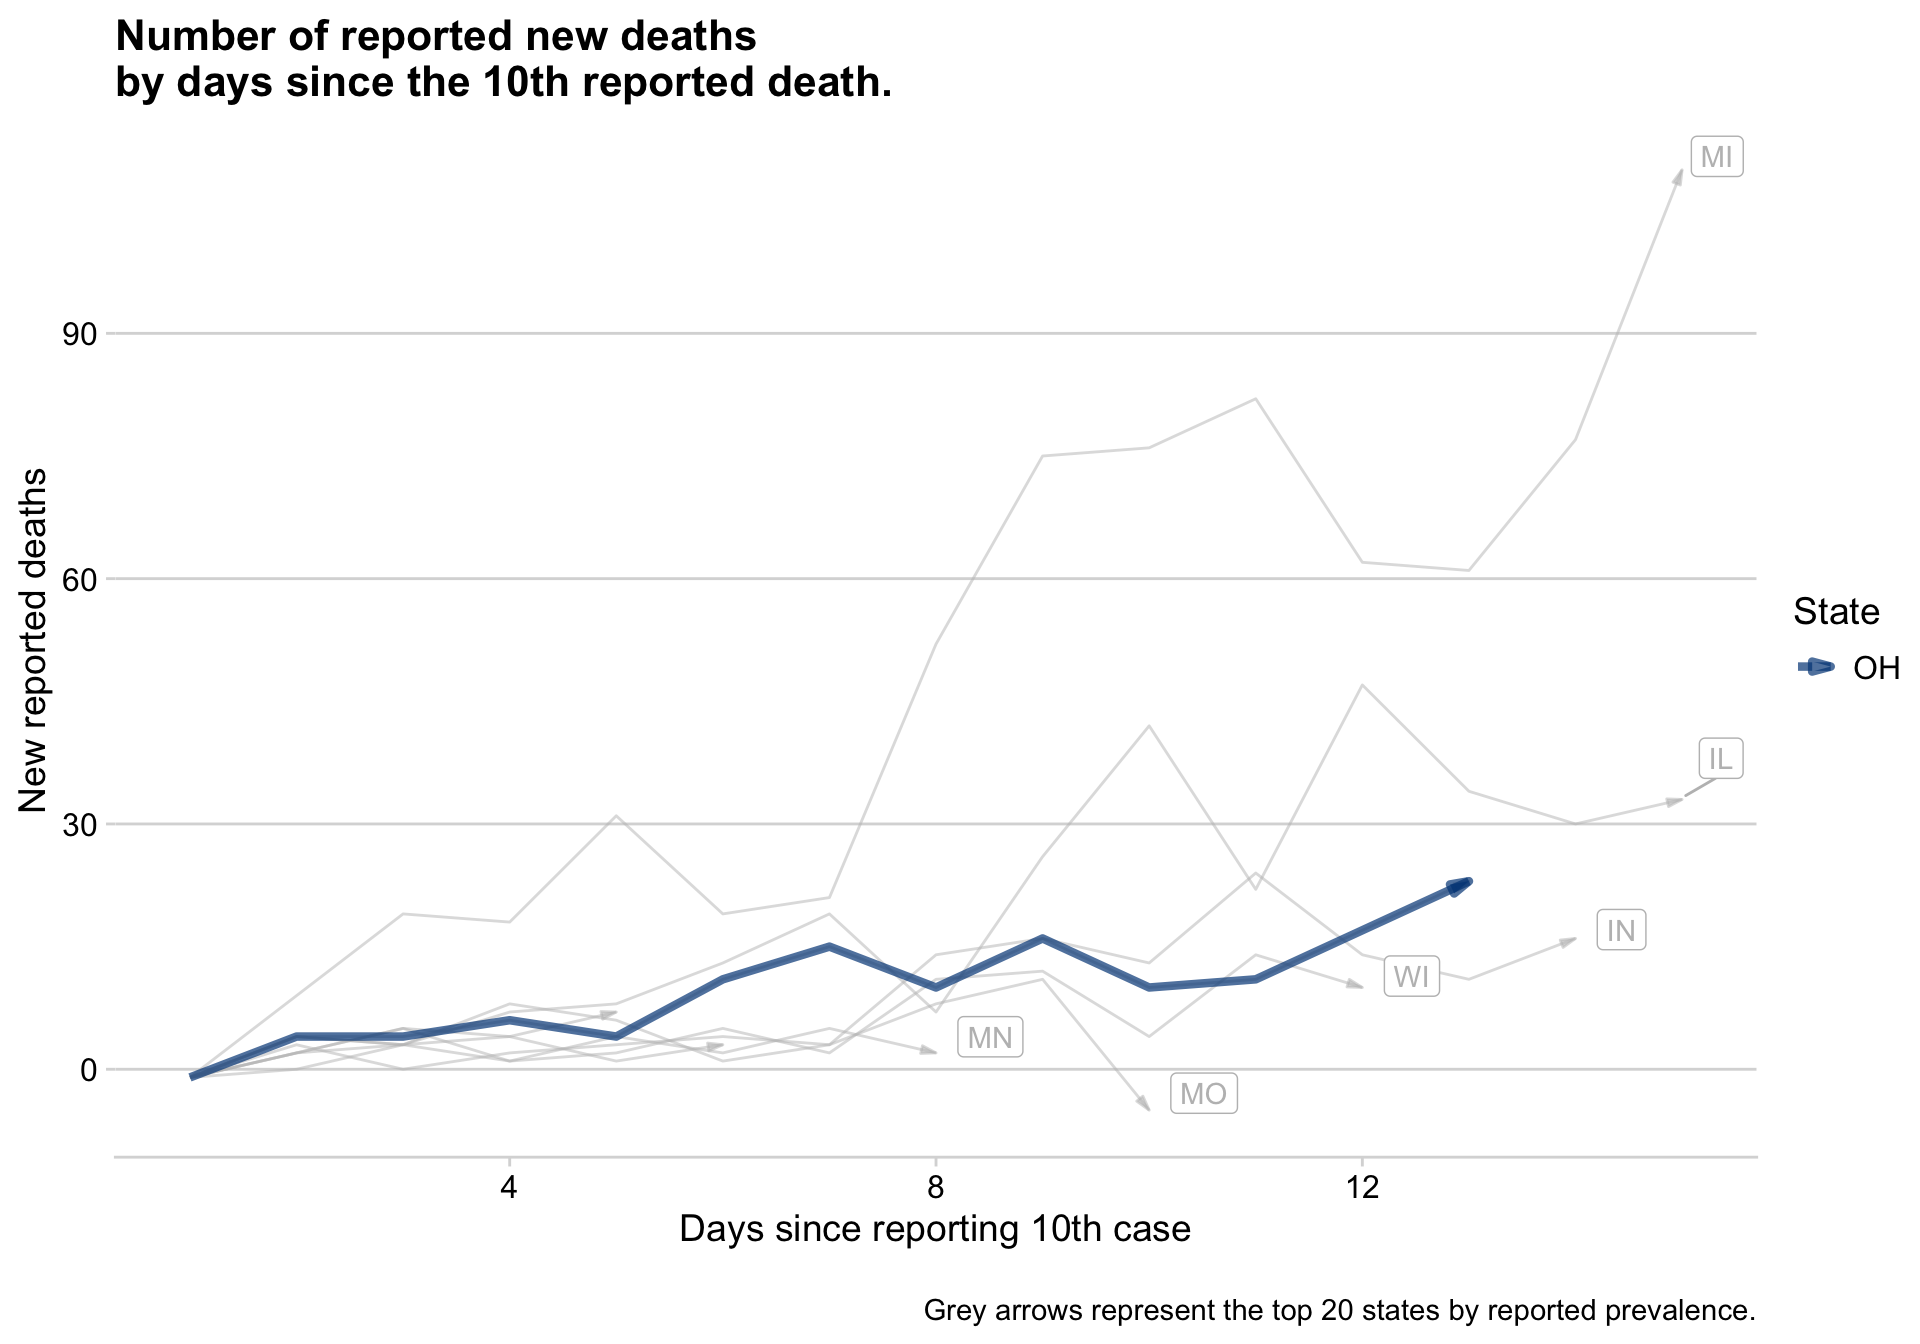 Number of reported new deaths
by days since the 10th reported death.
MI
90
60
30
0
New reported deaths
State
OH
IL
IN
WI
MN
MO
4 8 12
Days since reporting 10th case
Grey arrows represent the top 20 states by reported prevalence.